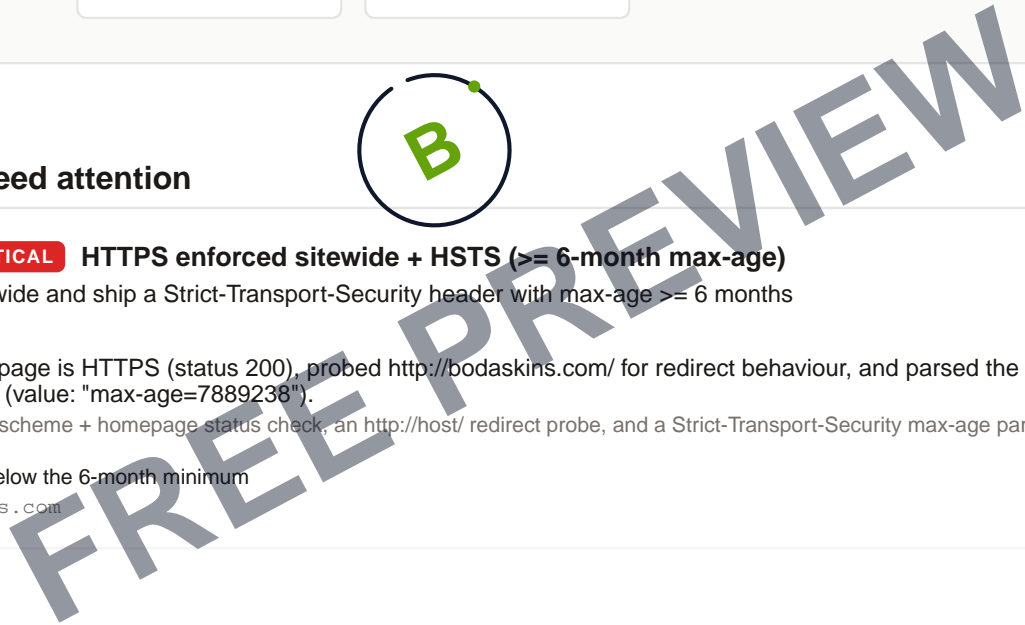 B
eed attention
TICAL HTTPS enforced sitewide + HSTS (>= 6-month max-age)
wide and ship a Strict-Transport-Security header with max-age >= 6 months
page is HTTPS (status 200), probed http://bodaskins.com/ for redirect behaviour, and parsed the
(value: "max-age=7889238").
scheme + homepage status check, an http://host/ redirect probe, and a Strict-Transport-Security max-age par
elow the 6-month minimum
s.com
FREE PREVIEW